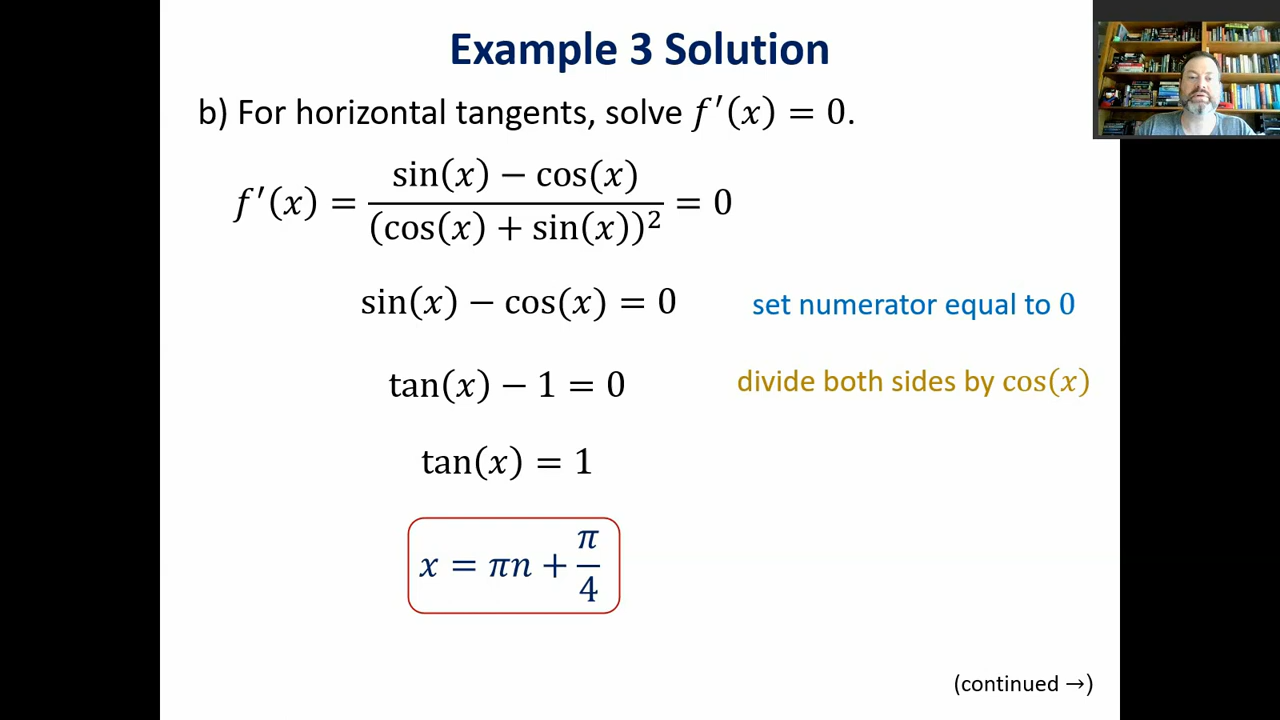 Example 3 Solution
b) For horizontal tangents, solve 𝑓′(𝑥) = 0.
𝑓′(𝑥) = sin(𝑥) − cos(𝑥) / (cos(𝑥) + sin(𝑥))² = 0
sin(𝑥) − cos(𝑥) = 0 set numerator equal to 0
tan(𝑥) − 1 = 0 divide both sides by cos(𝑥)
tan(𝑥) = 1
𝑥 = 𝜋𝑛 + 𝜋/4
(continued →)